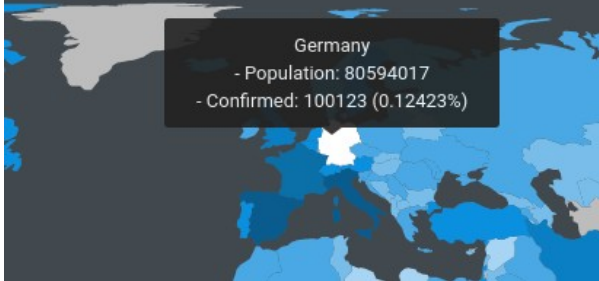 Germany
- Population: 80594017
- Confirmed: 100123 (0.12423%)